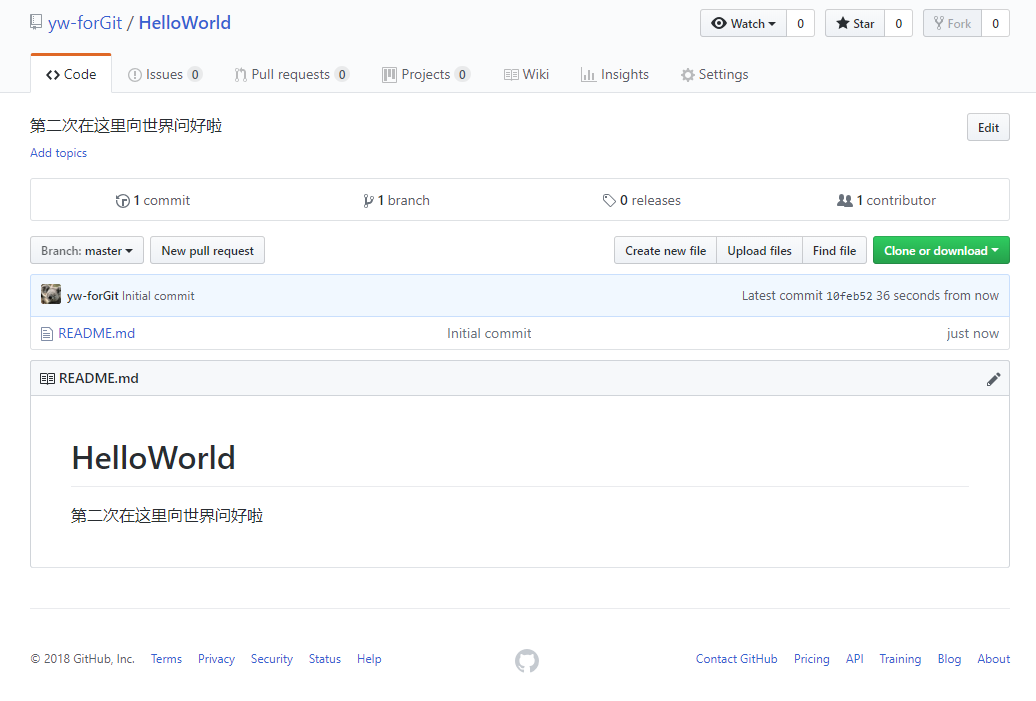 yw-forGit / HelloWorld Watch 0 Star 0 Fork 0
Code Issues 0 Pull requests 0 Projects 0 Wiki Insights Settings
第二次在这里向世界问好啦 Edit
Add topics
1 commit 1 branch 0 releases 1 contributor
Branch: master New pull request Create new file Upload files Find file Clone or download
yw-forGit Initial commit Latest commit 10feb52 36 seconds from now
README.md Initial commit just now
README.md
HelloWorld
第二次在这里向世界问好啦
© 2018 GitHub, Inc. Terms Privacy Security Status Help Contact GitHub Pricing API Training Blog About